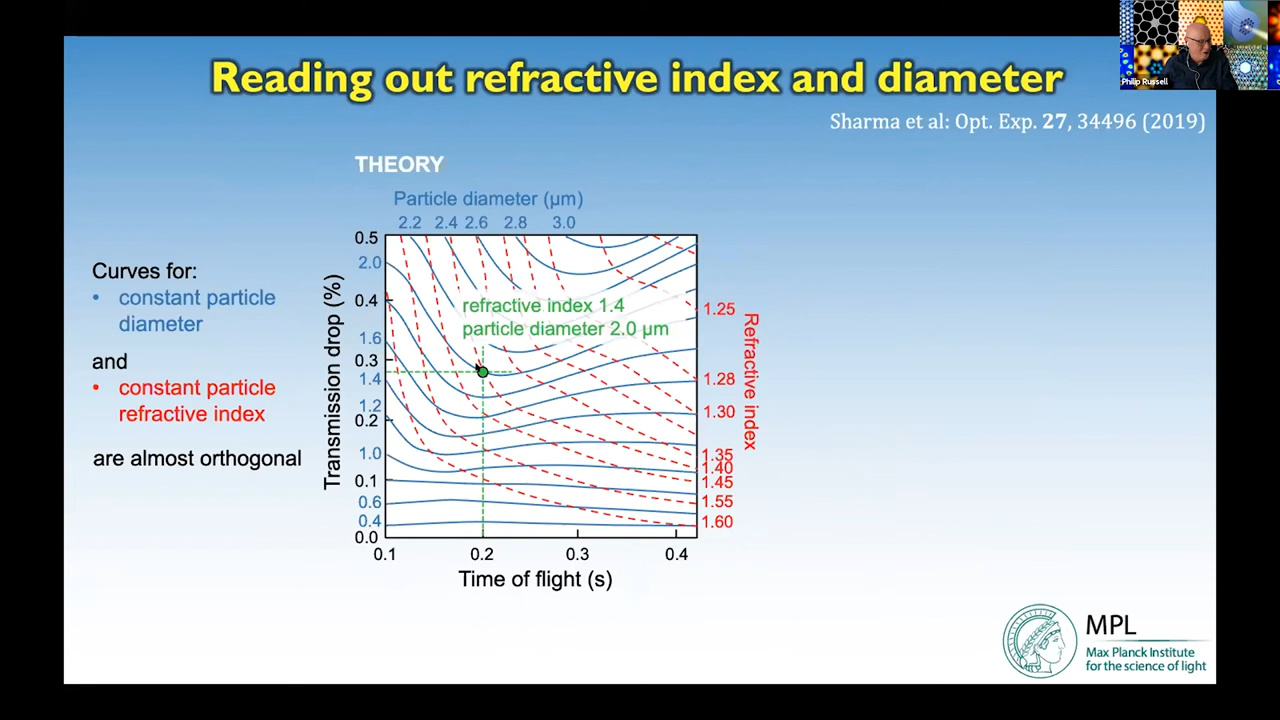 Philip Russell
Reading out refractive index and diameter
Sharma et al: Opt. Exp. 27, 34496 (2019)
THEORY
Particle diameter (µm)
2.2 2.4 2.6 2.8 3.0
Curves for:
• constant particle
diameter
and
• constant particle
refractive index
are almost orthogonal
Transmission drop (%)
0.5
2.0
0.4
1.6
0.3
1.4
1.2
0.2
1.0
0.1
0.6
0.4
0.0
refractive index 1.4
particle diameter 2.0 µm
1.25
1.28
1.30
1.35
1.40
1.45
1.55
1.60
Refractive index
0.1 0.2 0.3 0.4
Time of flight (s)
MPL
Max Planck Institute
for the science of light